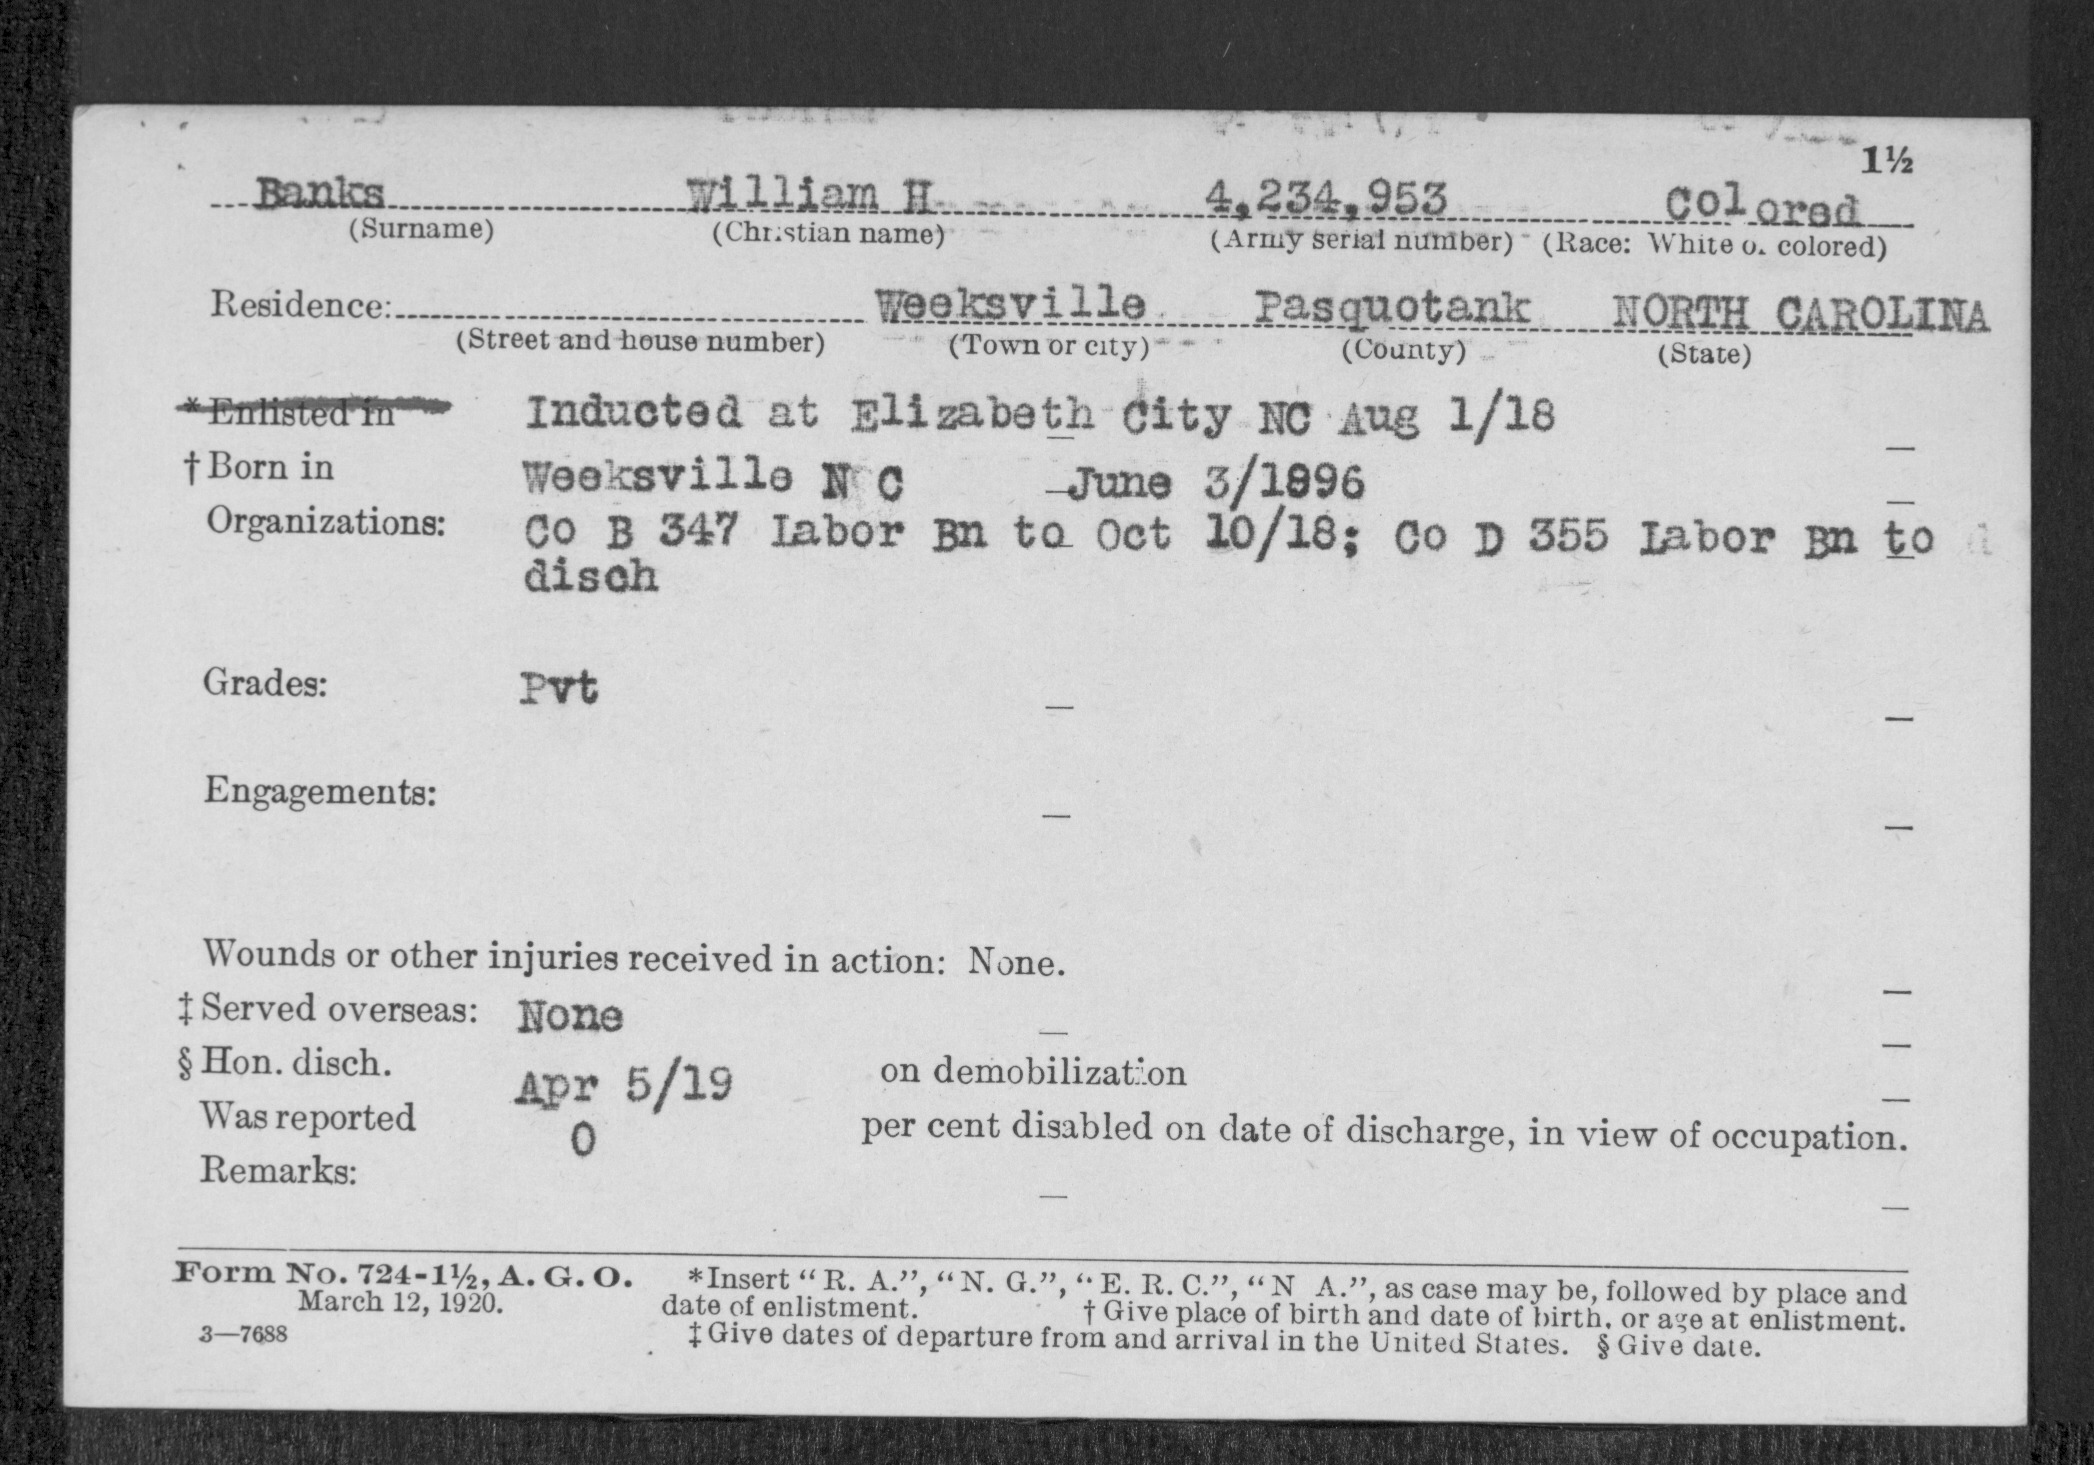 1½
Banks William H 4,234,953 Colored
(Surname) (Christian name) (Army serial number) (Race: White or colored)
Residence: Weeksville Pasquotank NORTH CAROLINA
(Street and house number) (Town or city) (County) (State)
*Enlisted in Inducted at Elizabeth City NC Aug 1/18
†Born in Weeksville N C June 3/1896
Organizations: Co B 347 Labor Bn to Oct 10/18; Co D 355 Labor Bn to
disch
Grades: Pvt
Engagements:
Wounds or other injuries received in action: None.
‡Served overseas: None
§Hon. disch. Apr 5/19 on demobilization
Was reported 0 per cent disabled on date of discharge, in view of occupation.
Remarks:
Form No. 724-1½, A. G. O. *Insert "R. A.", "N. G.", "E. R. C.", "N A.", as case may be, followed by place and
March 12, 1920. date of enlistment. †Give place of birth and date of birth, or age at enlistment.
3—7688 ‡Give dates of departure from and arrival in the United States. §Give date.